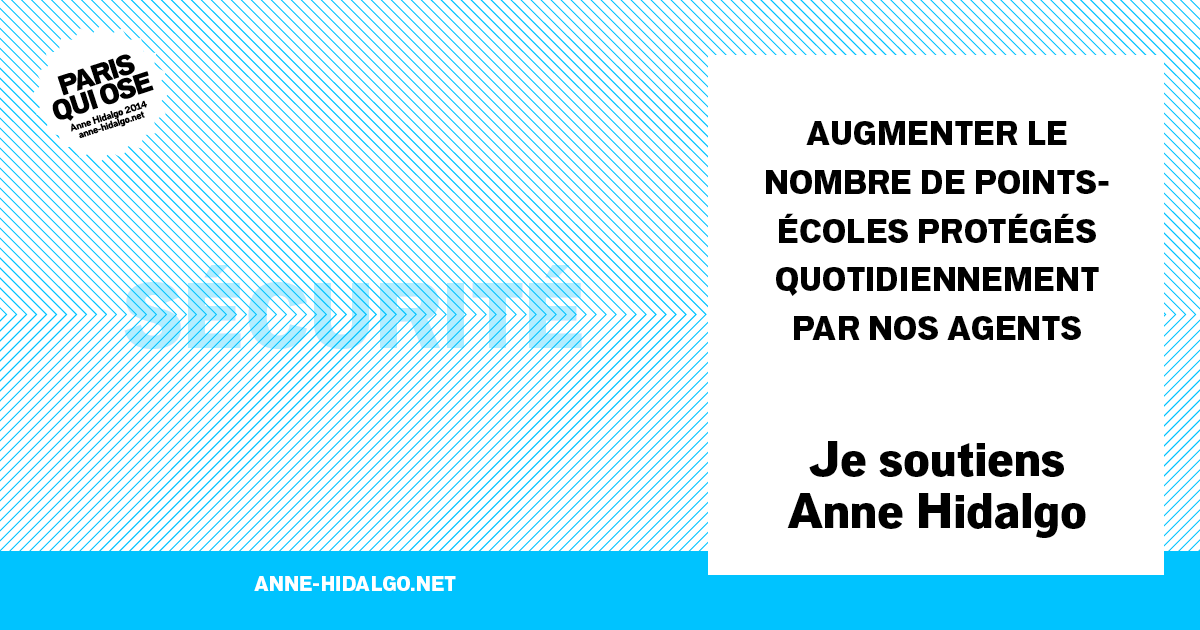 PARIS
QUI OSE
Anne Hidalgo 2014
anne-hidalgo.net
SÉCURITÉ
AUGMENTER LE
NOMBRE DE POINTS-
ÉCOLES PROTÉGÉS
QUOTIDIENNEMENT
PAR NOS AGENTS
Je soutiens
Anne Hidalgo
ANNE-HIDALGO.NET